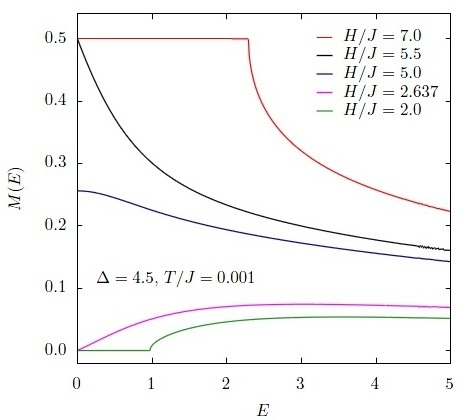 0.5
0.4
0.3
0.2
0.1
0.0
M(E)
H/J = 7.0
H/J = 5.5
H/J = 5.0
H/J = 2.637
H/J = 2.0
Δ = 4.5, T/J = 0.001
0 1 2 3 4 5
E